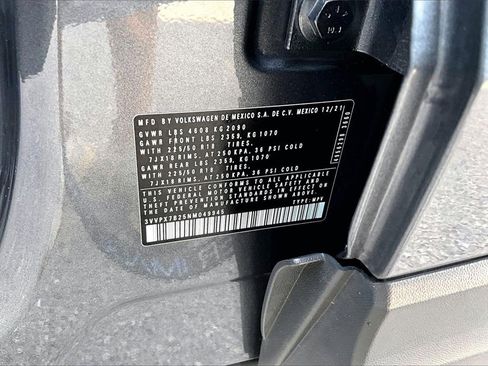 MFD BY VOLKSWAGEN DE MEXICO S.A. DE C.V. MEXICO 12/21
GVWR LBS 4608 KG 2090
GAWR FRONT LBS 2359, KG 1070
WITH 225/50 R18 TIRES,
7JX18 RIMS, AT 250 KPA, 36 PSI COLD
GAWR REAR LBS 2359, KG 1070
WITH 225/50 R18 TIRES,
7JX18 RIMS, AT 250 KPA, 36 PSI COLD
THIS VEHICLE CONFORMS TO ALL APPLICABLE
FEDERAL MOTOR VEHICLE SAFETY AND
THEFT PREVENTION STANDARDS IN EFFECT ON
THE DATE OF MANUFACTURE SHOWN ABOVE.
3VVPX7B25NM049945 TYPE: MPV
10.9